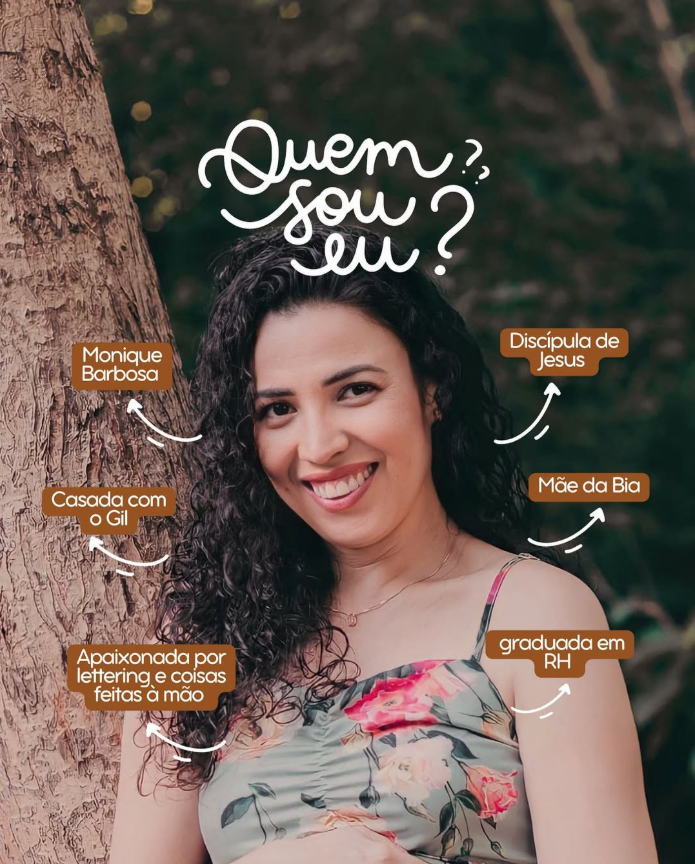 Quem
sou
eu?
???
Monique
Barbosa
Discípula de
Jesus
Casada com
o Gil
Mãe da Bia
Apaixonada por
lettering e coisas
feitas à mão
graduada em
RH